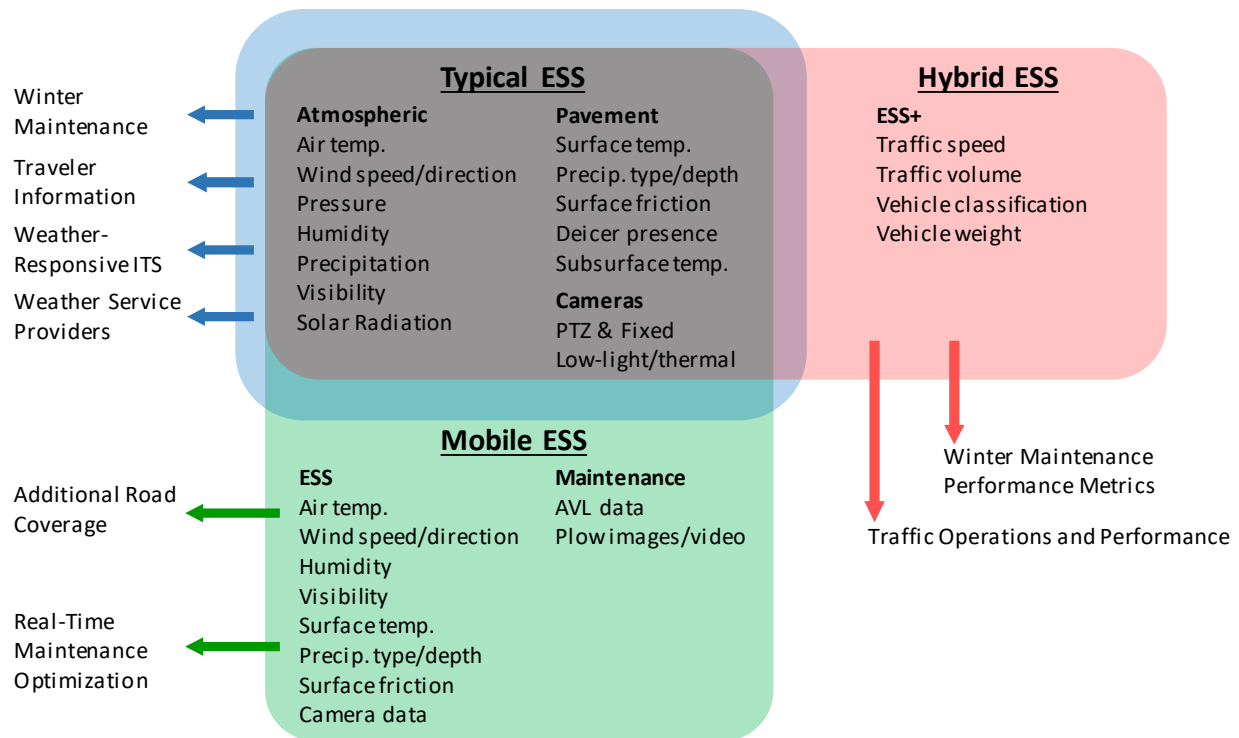 Typical ESS
Hybrid ESS
Winter
Maintenance
Traveler
Information
Weather-
Responsive ITS
Weather Service
Providers
Atmospheric
Air temp.
Wind speed/direction
Pressure
Humidity
Precipitation
Visibility
Solar Radiation
Pavement
Surface temp.
Precip. type/depth
Surface friction
Deicer presence
Subsurface temp.
Cameras
PTZ & Fixed
Low-light/thermal
ESS+
Traffic speed
Traffic volume
Vehicle classification
Vehicle weight
Winter Maintenance
Performance Metrics
Traffic Operations and Performance
Mobile ESS
Additional Road
Coverage
Real-Time
Maintenance
Optimization
ESS
Air temp.
Wind speed/direction
Humidity
Visibility
Surface temp.
Precip. type/depth
Surface friction
Camera data
Maintenance
AVL data
Plow images/video